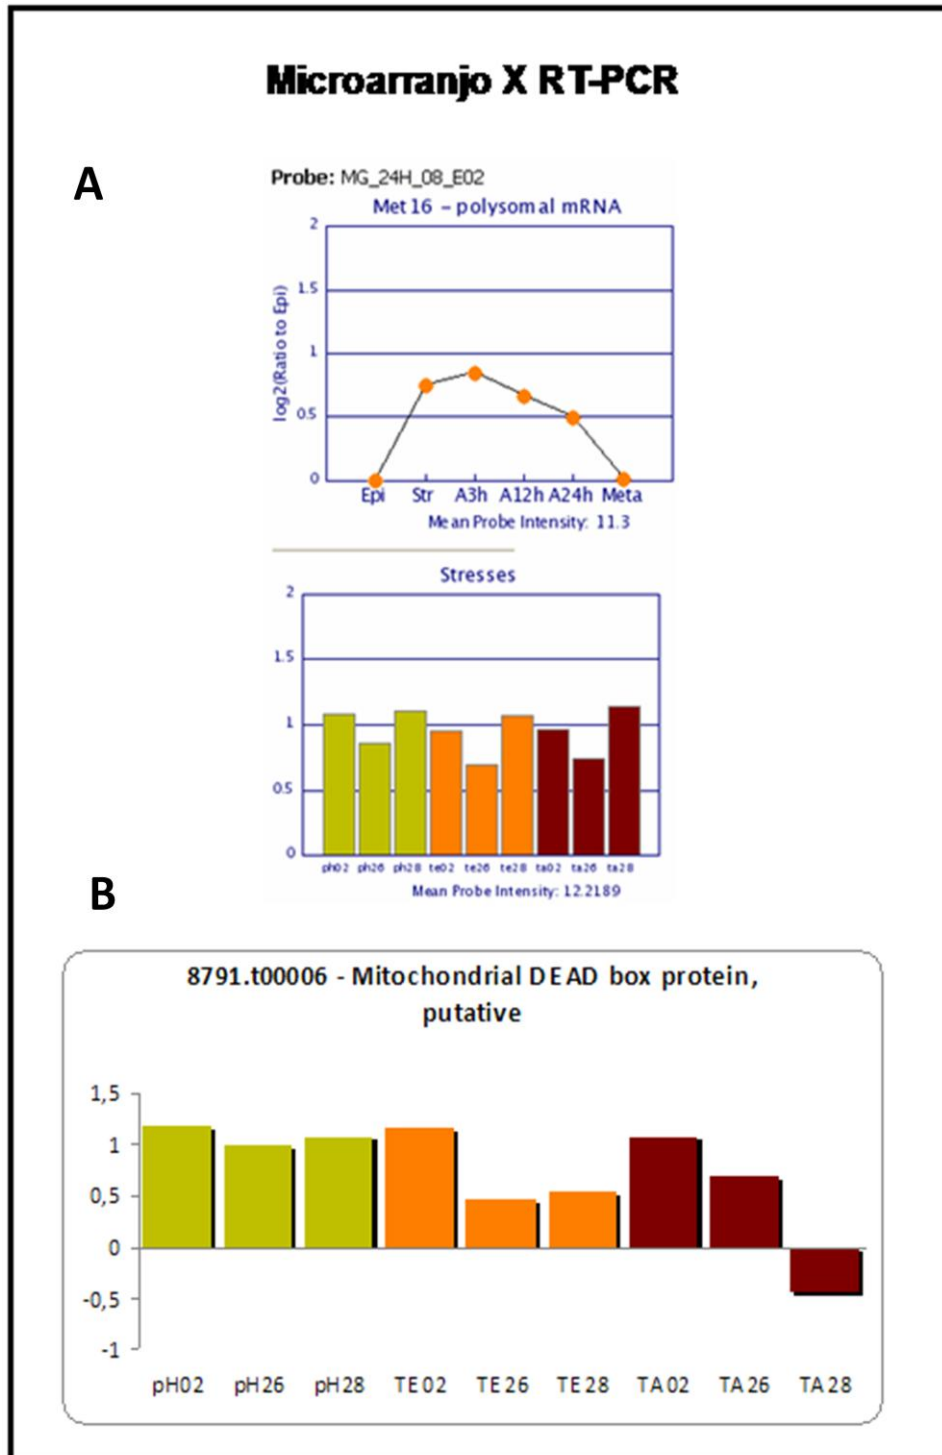 Microarranjo X RT-PCR
A
Probe: MG_24H_08_E02
Met16 - polysomal mRNA
log2(Ratio to Epi)
2
1.5
1
0.5
0
Epi Str A3h A12h A24h Meta
Mean Probe Intensity: 11.3
Stresses
2
1.5
1
0.5
0
ph02 ph26 ph28 te02 te26 te28 ta02 ta26 ta28
Mean Probe Intensity: 12.2189
B
8791.t00006 - Mitochondrial DEAD box protein,
putative
1,5
1
0,5
0
-0,5
-1
pH02 pH26 pH28 TE02 TE26 TE28 TA02 TA26 TA28